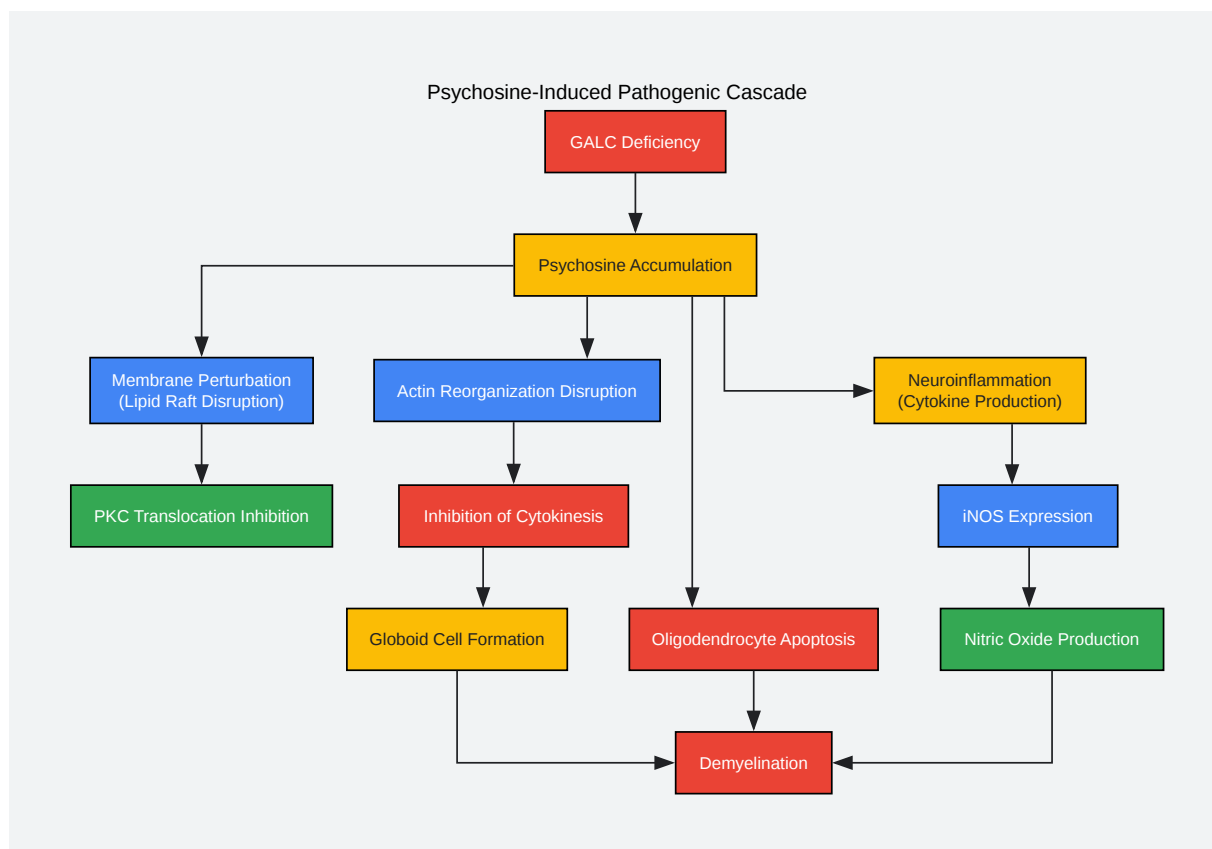 Psychosine-Induced Pathogenic Cascade
GALC Deficiency
Psychosine Accumulation
Membrane Perturbation
(Lipid Raft Disruption)
Actin Reorganization Disruption
Neuroinflammation
(Cytokine Production)
PKC Translocation Inhibition
Inhibition of Cytokinesis
iNOS Expression
Globoid Cell Formation
Oligodendrocyte Apoptosis
Nitric Oxide Production
Demyelination